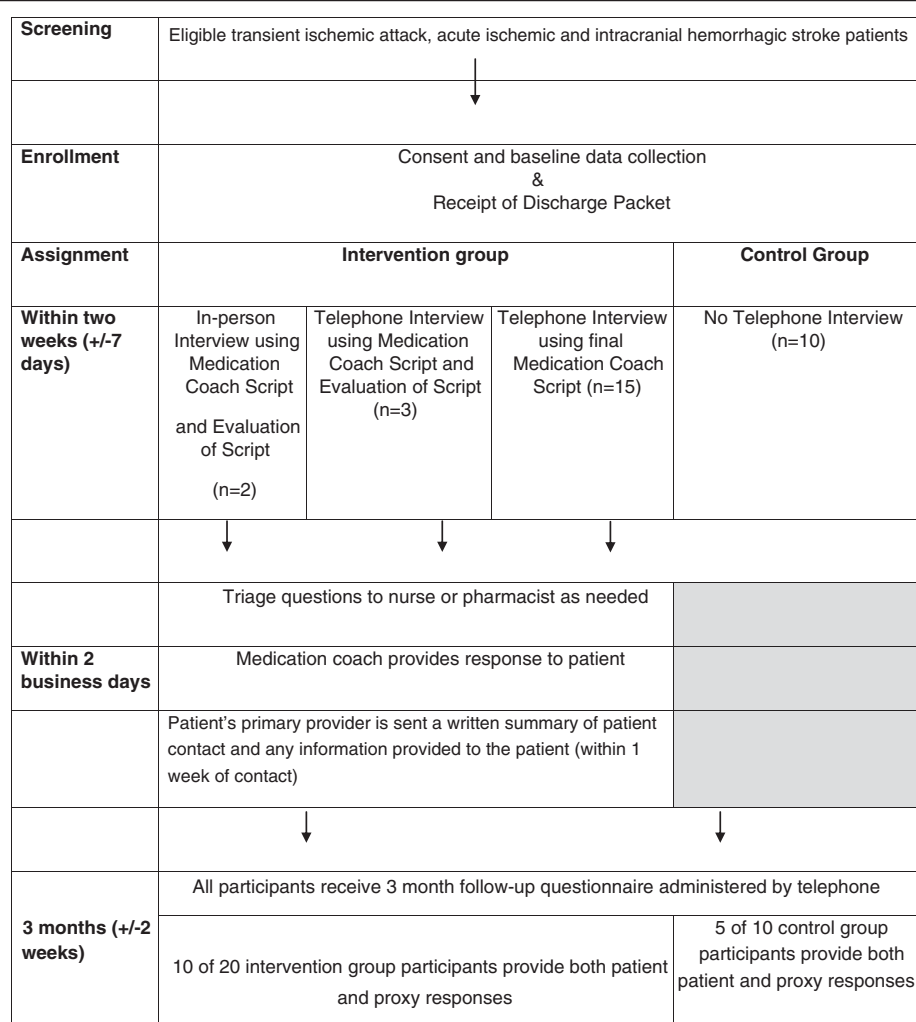 Screening
Eligible transient ischemic attack, acute ischemic and intracranial hemorrhagic stroke patients
Enrollment
Consent and baseline data collection
&
Receipt of Discharge Packet
Assignment
Intervention group
Control Group
Within two
weeks (+/-7
days)
In-person
Interview using
Medication
Coach Script
and Evaluation
of Script
(n=2)
Telephone Interview
using Medication
Coach Script and
Evaluation of Script
(n=3)
Telephone Interview
using final
Medication Coach
Script (n=15)
No Telephone Interview
(n=10)
Triage questions to nurse or pharmacist as needed
Within 2
business days
Medication coach provides response to patient
Patient's primary provider is sent a written summary of patient
contact and any information provided to the patient (within 1
week of contact)
3 months (+/-2
weeks)
All participants receive 3 month follow-up questionnaire administered by telephone
10 of 20 intervention group participants provide both patient
and proxy responses
5 of 10 control group
participants provide both
patient and proxy responses